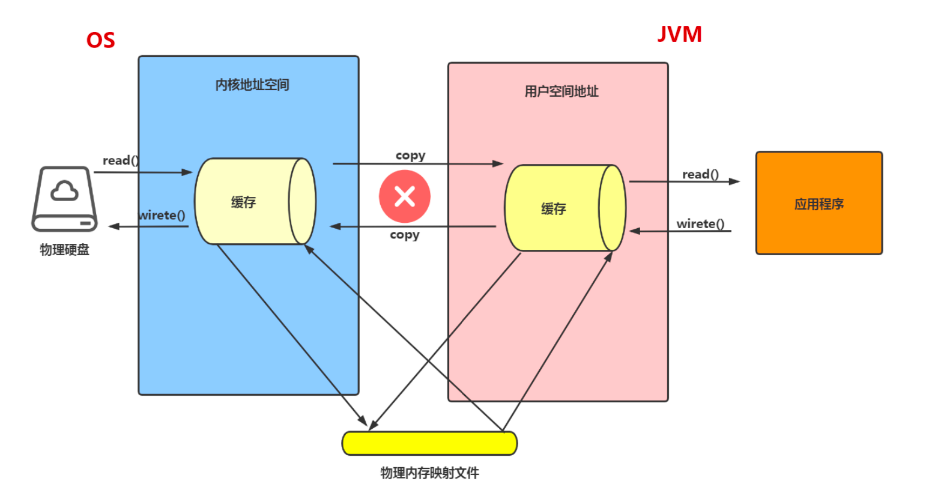 OS
JVM
内核地址空间
用户空间地址
read()
copy
read()
缓存
缓存
应用程序
wirete()
copy
wirete()
物理硬盘
物理内存映射文件